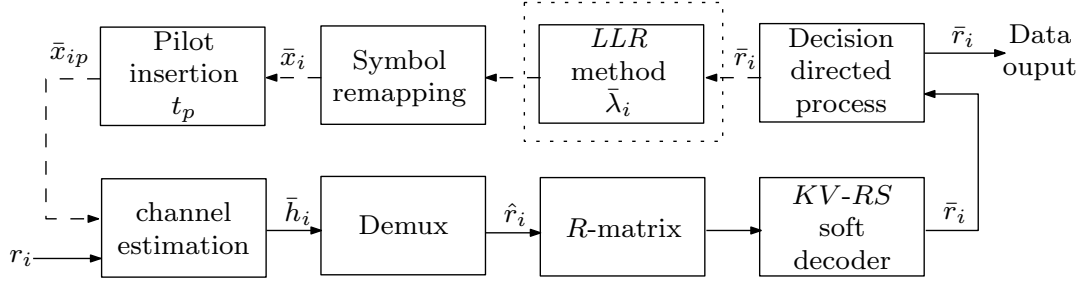 x̄ᵢₚ
Pilot
insertion
tₚ
x̄ᵢ
Symbol
remapping
LLR
method
λ̄ᵢ
r̄ᵢ
Decision
directed
process
r̄ᵢ
Data
ouput
rᵢ
channel
estimation
h̄ᵢ
Demux
r̂ᵢ
R-matrix
KV-RS
soft
decoder
r̄ᵢ